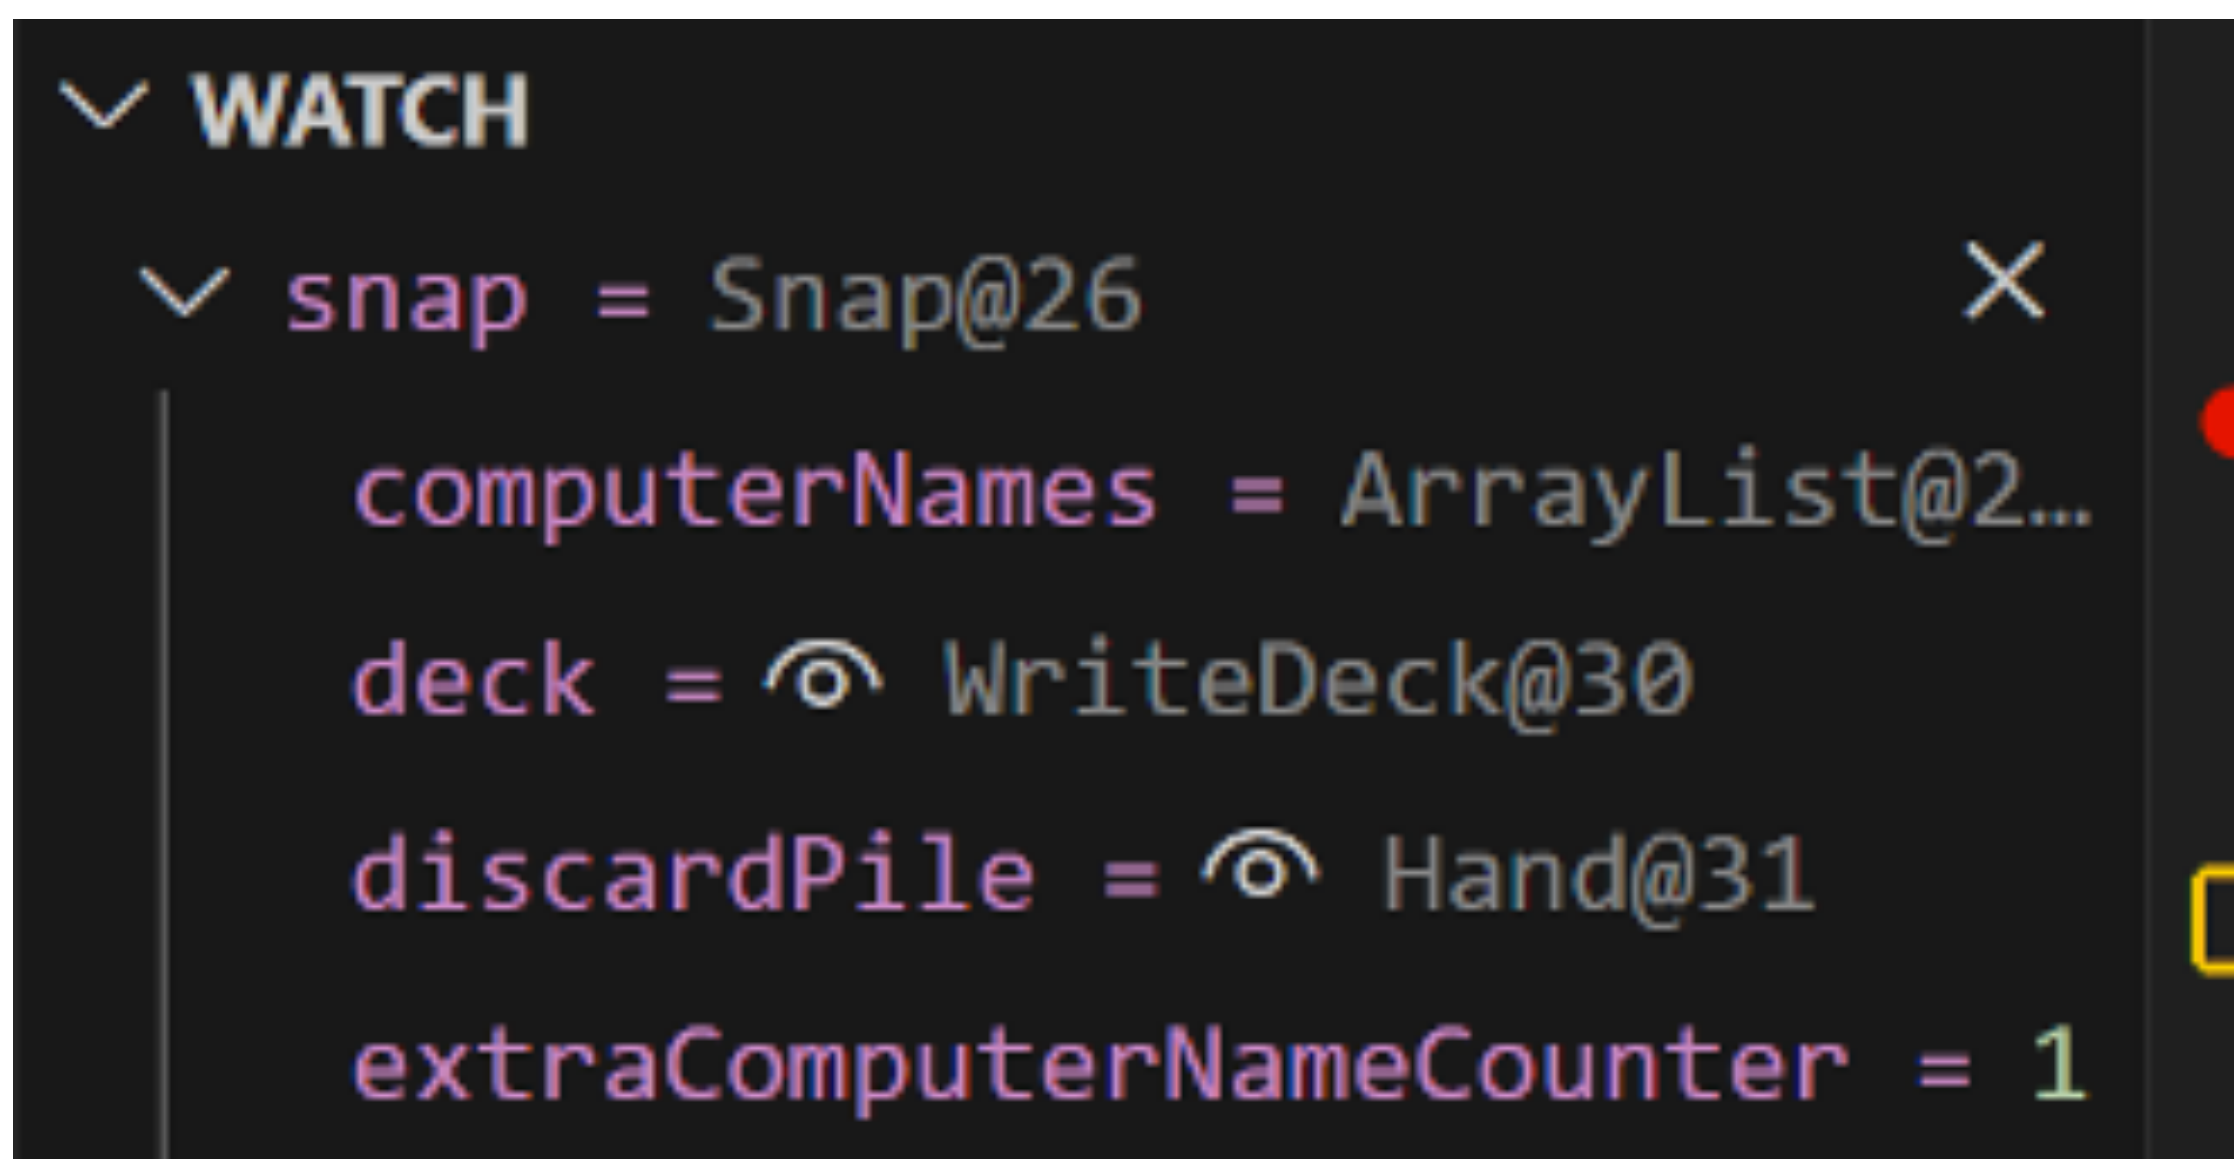 WATCH
snap = Snap@26
computerNames = ArrayList@2…
deck = WriteDeck@30
discardPile = Hand@31
extraComputerNameCounter = 1